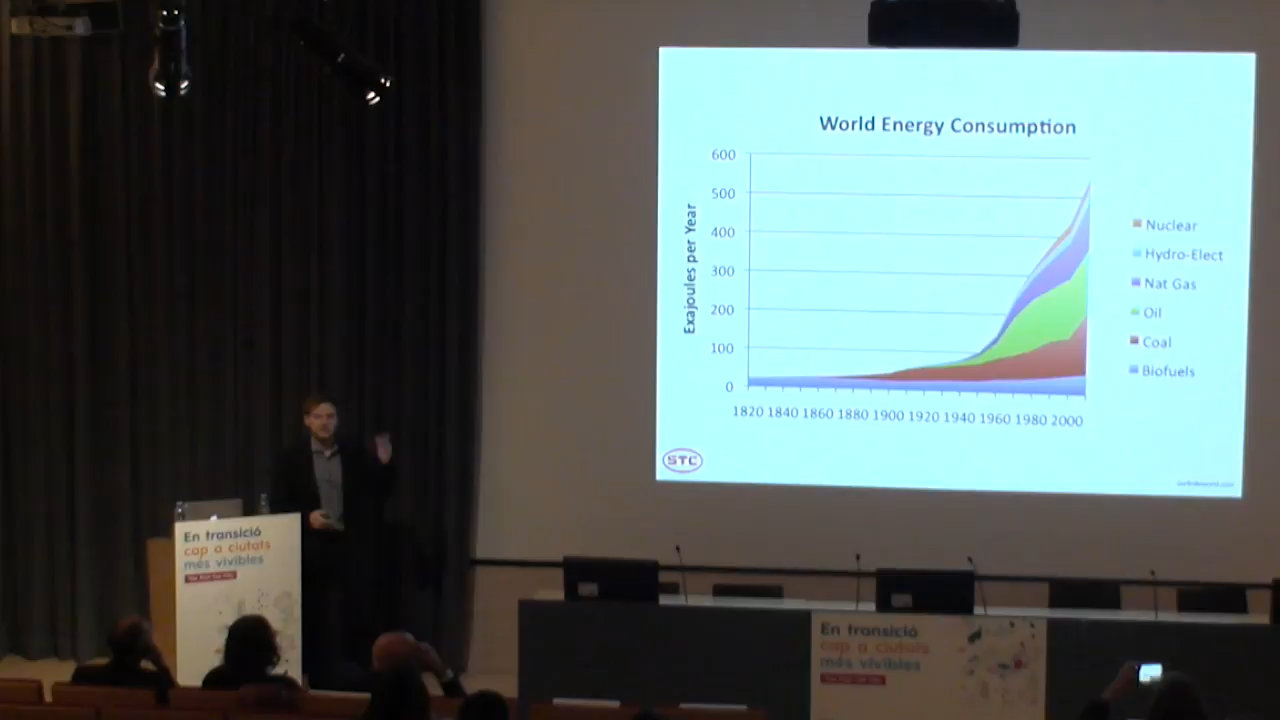 World Energy Consumption
600
500
400
300
200
100
0
Exajoules per Year
1820 1840 1860 1880 1900 1920 1940 1960 1980 2000
Nuclear
Hydro-Elect
Nat Gas
Oil
Coal
Biofuels
STC
En transició
cap a ciutats
més vivibles
En transició
cap a ciutats
més vivibles